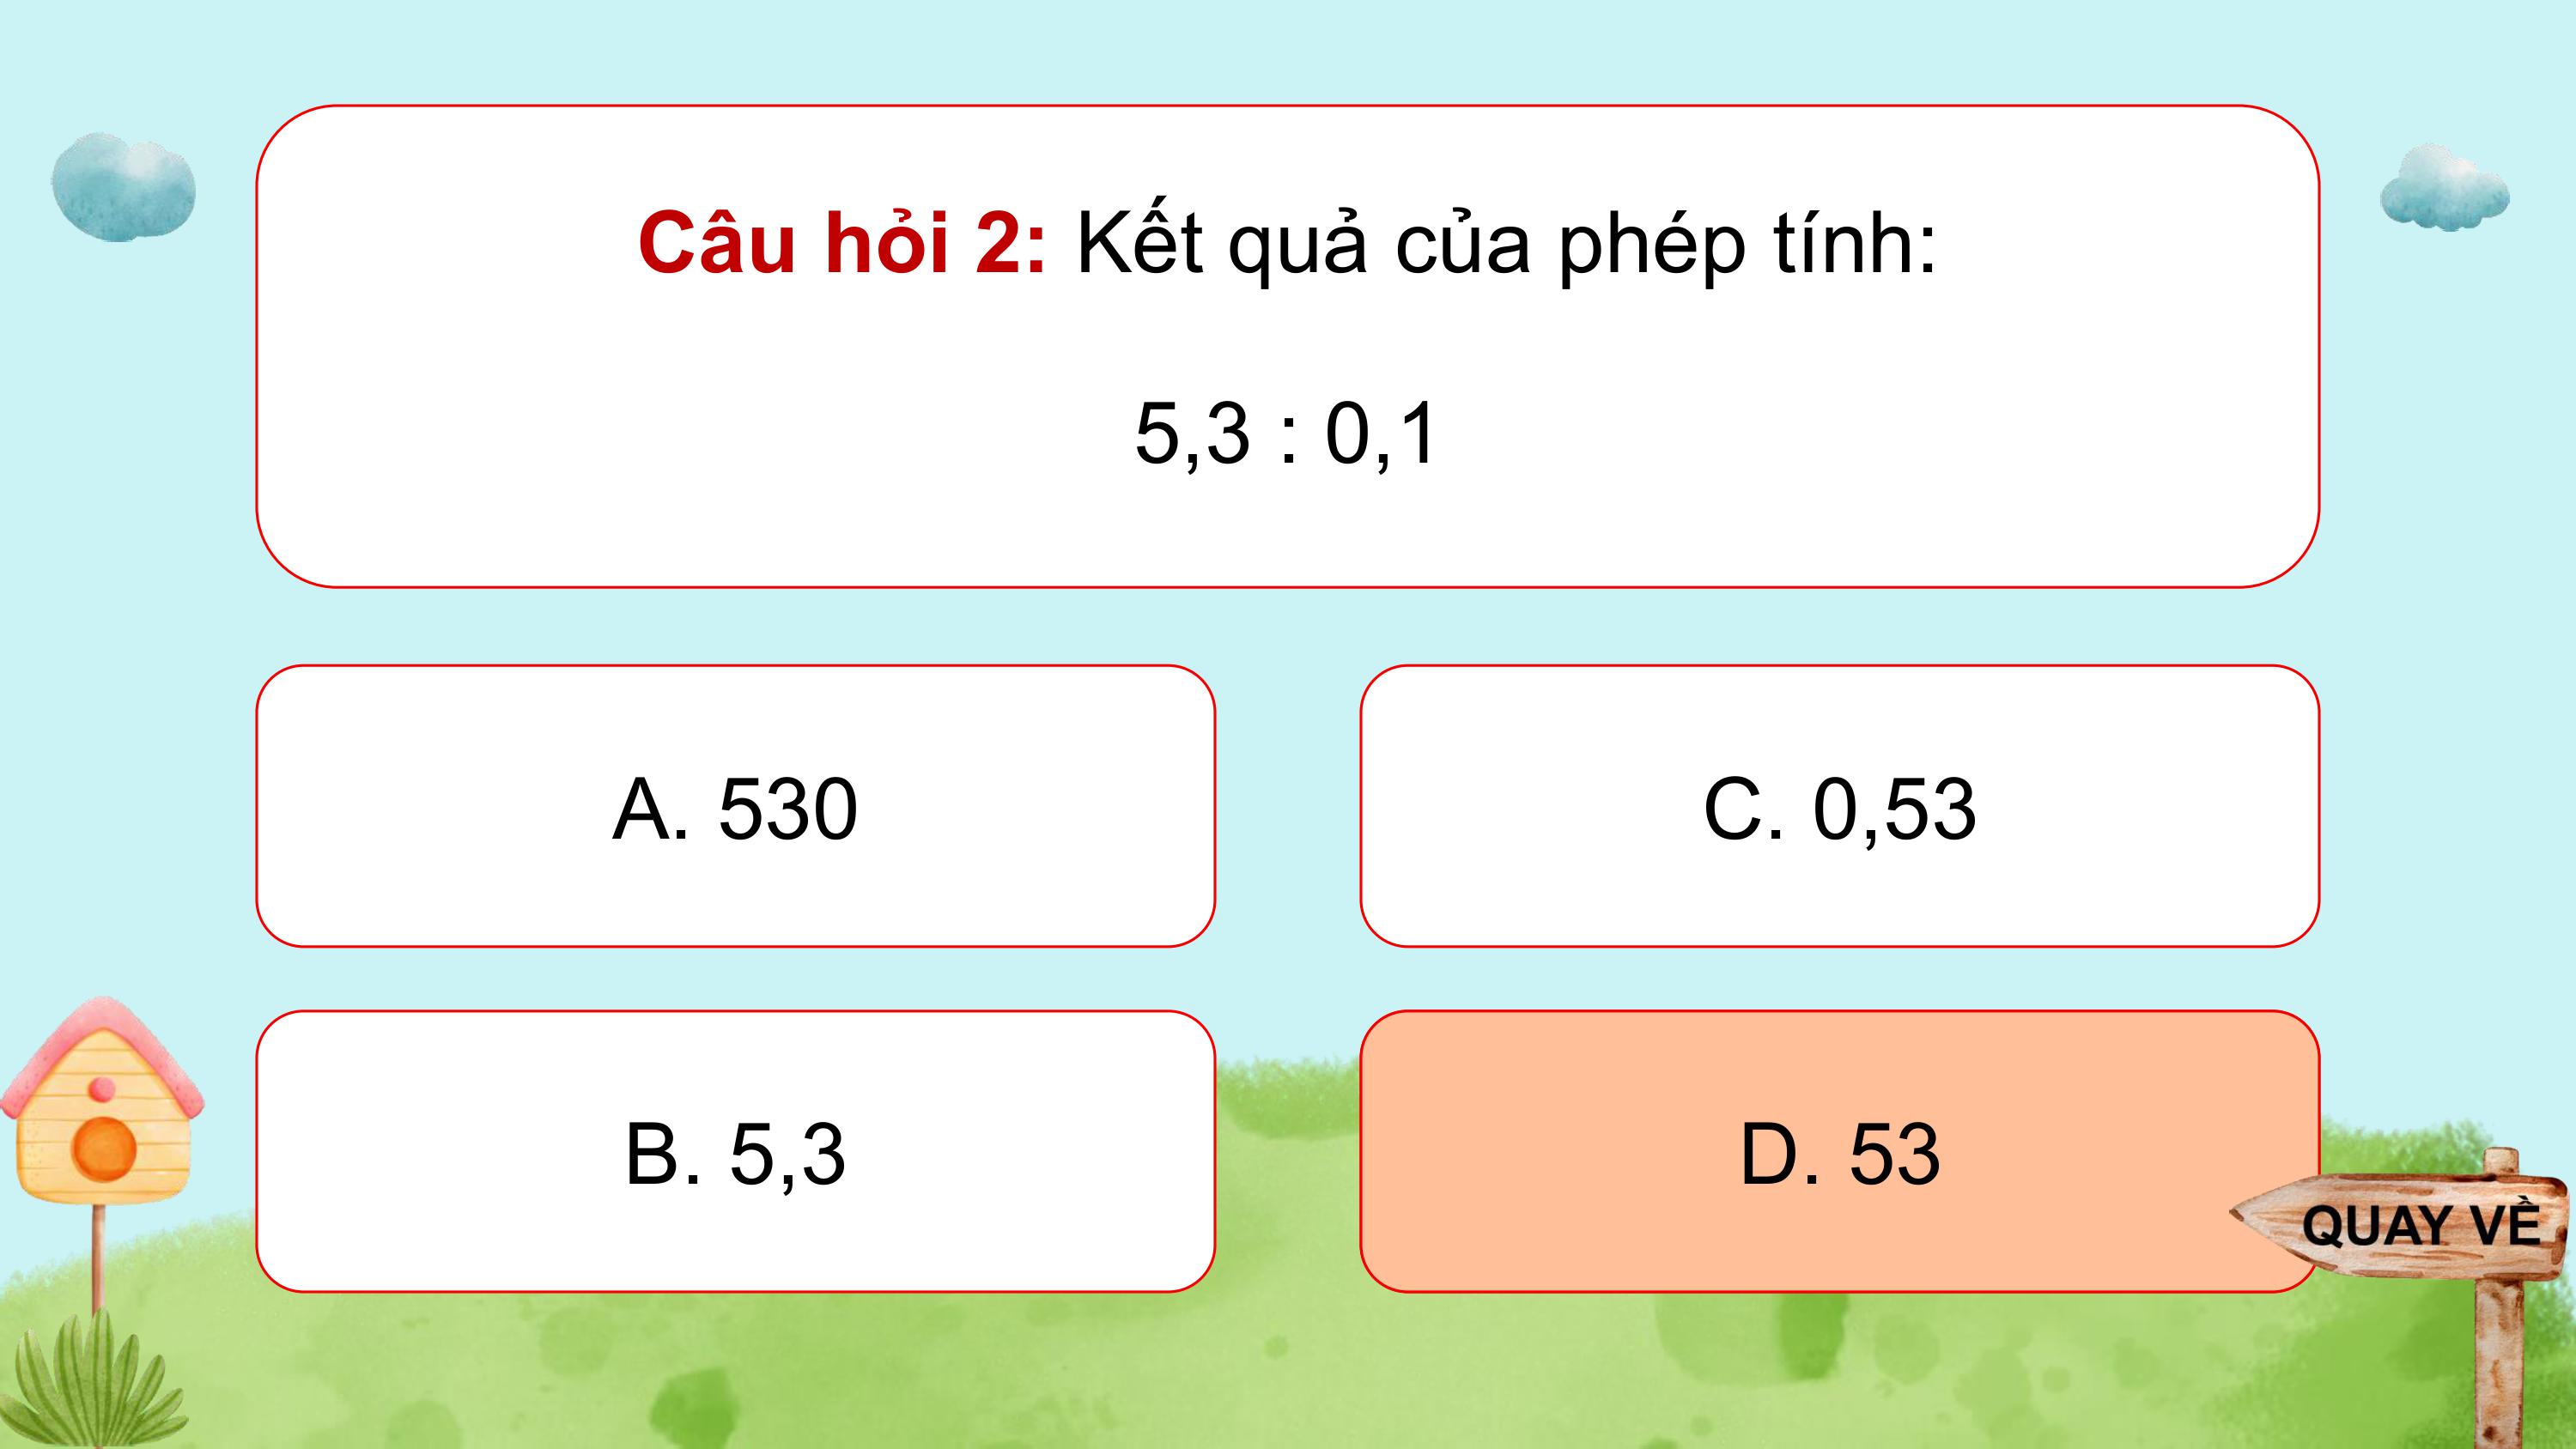 Câu hỏi 2: Kết quả của phép tính:
5,3 : 0,1
A. 530
C. 0,53
B. 5,3
D. 53
QUAY VỀ